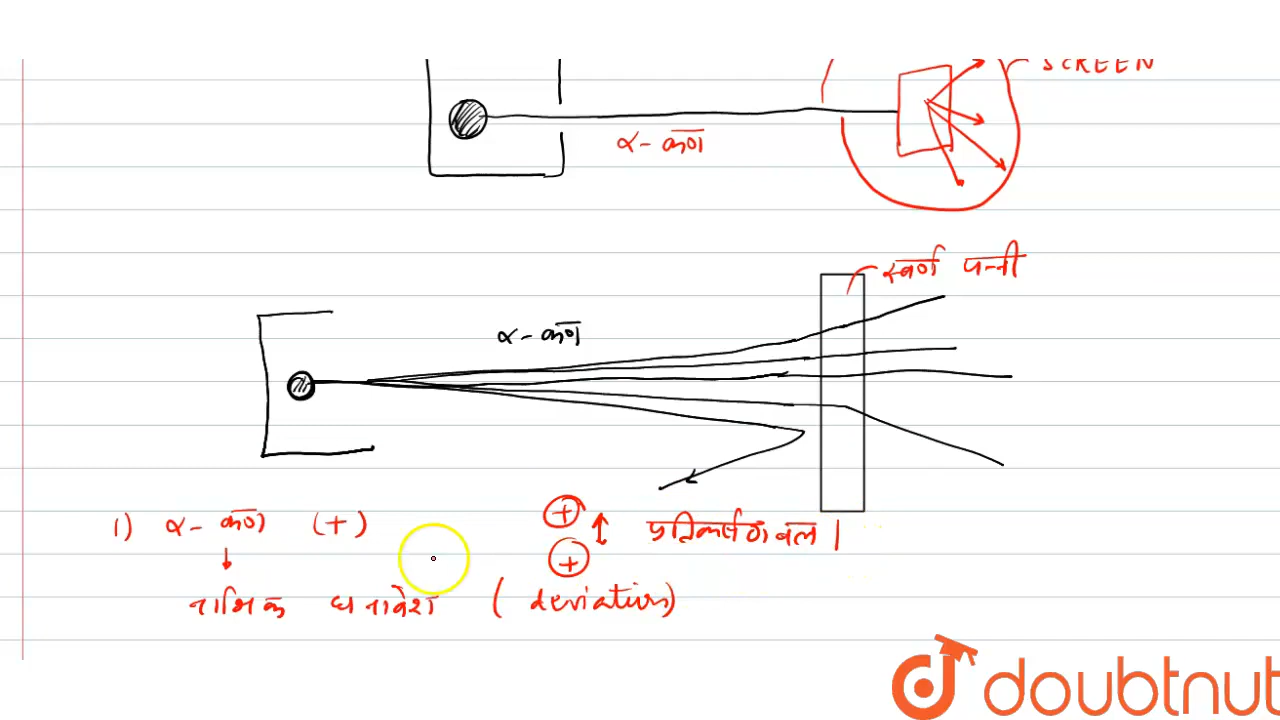 SCREEN
α-कण
स्वर्ण पन्नी
α-कण
1) α-कण (+) + ↕ प्रतिकर्षण बल।
↓ +
नाभिक धनावेश ( deviation)
doubtnut